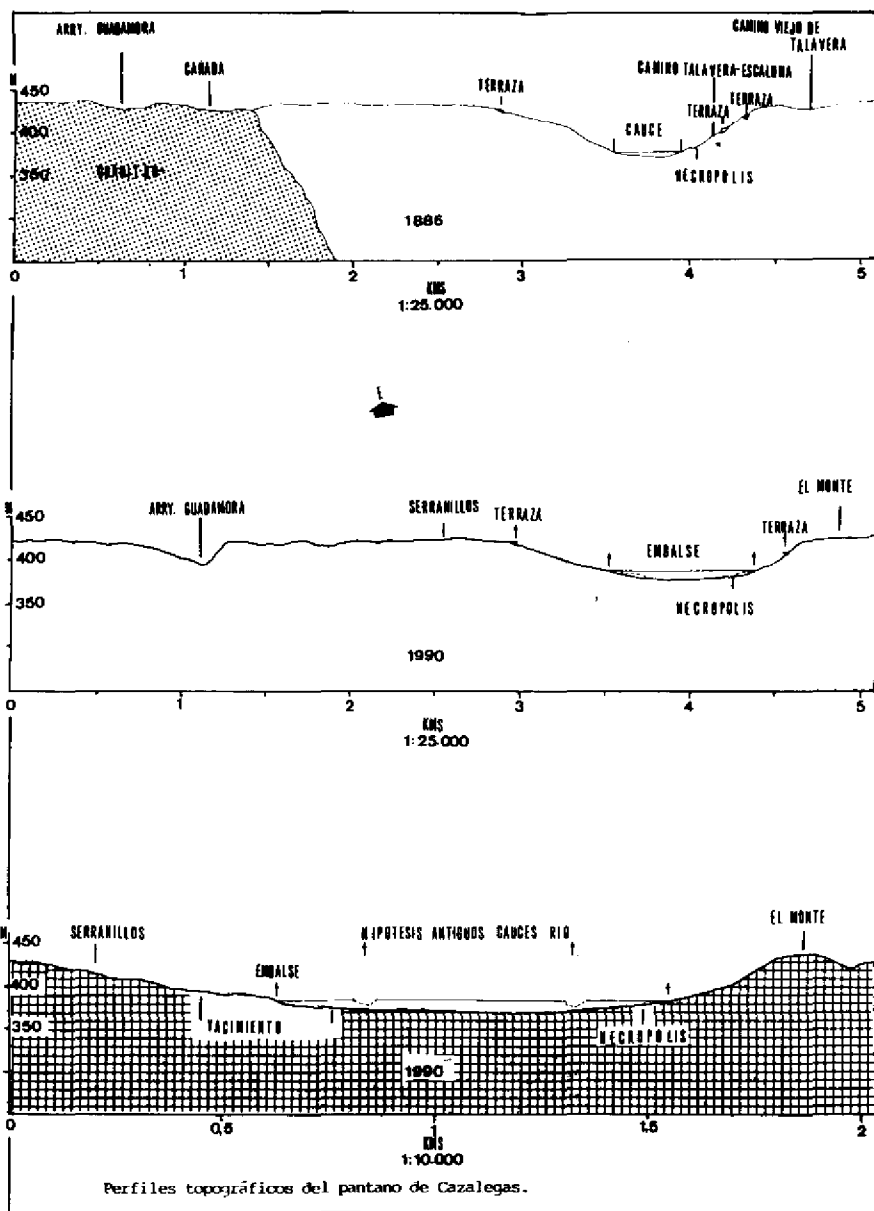 ARRY. GUADAMORA
CAÑADA
TERRAZA
CAMINO VIEJO DE
TALAVERA
CAMINO TALAVERA-ESCALONA
TERRAZA
TERRAZA
CAUCE
NECROPOLIS
M
450
400
350
1886
0 1 2 3 4 5
KMS
1:25.000
ARRY. GUADAMORA
SERRANILLOS
TERRAZA
EL MONTE
TERRAZA
EMBALSE
NECROPOLIS
M
450
400
350
1990
0 1 2 3 4 5
KMS
1:25.000
SERRANILLOS
HIPOTESIS ANTIGUOS CAUCES RIO
EL MONTE
EMBALSE
YACIMIENTO
NECROPOLIS
M
450
400
350
1990
0 0,5 1 1,5 2
KMS
1:10.000
Perfiles topográficos del pantano de Cazalegas.